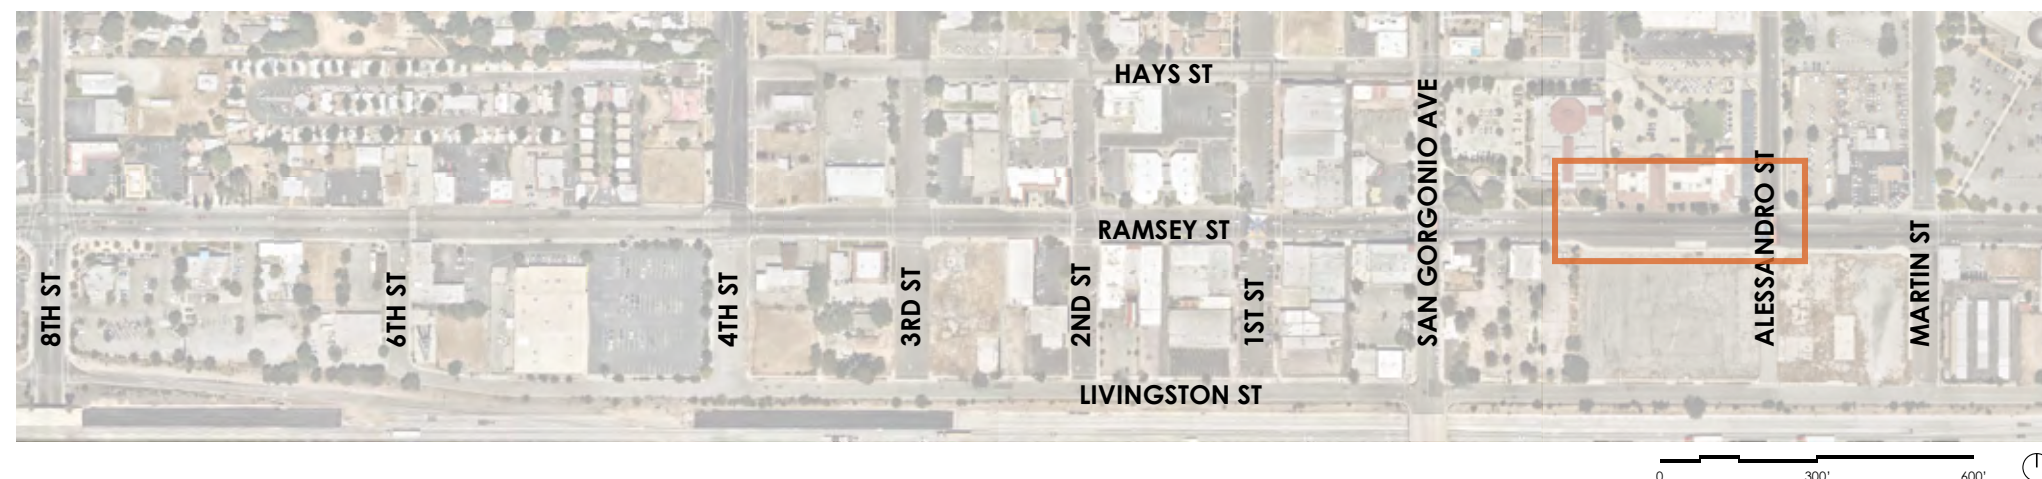 HAYS ST
RAMSEY ST
LIVINGSTON ST
8TH ST
6TH ST
4TH ST
3RD ST
2ND ST
1ST ST
SAN GORGONIO AVE
ALESSANDRO ST
MARTIN ST
0 300' 600'